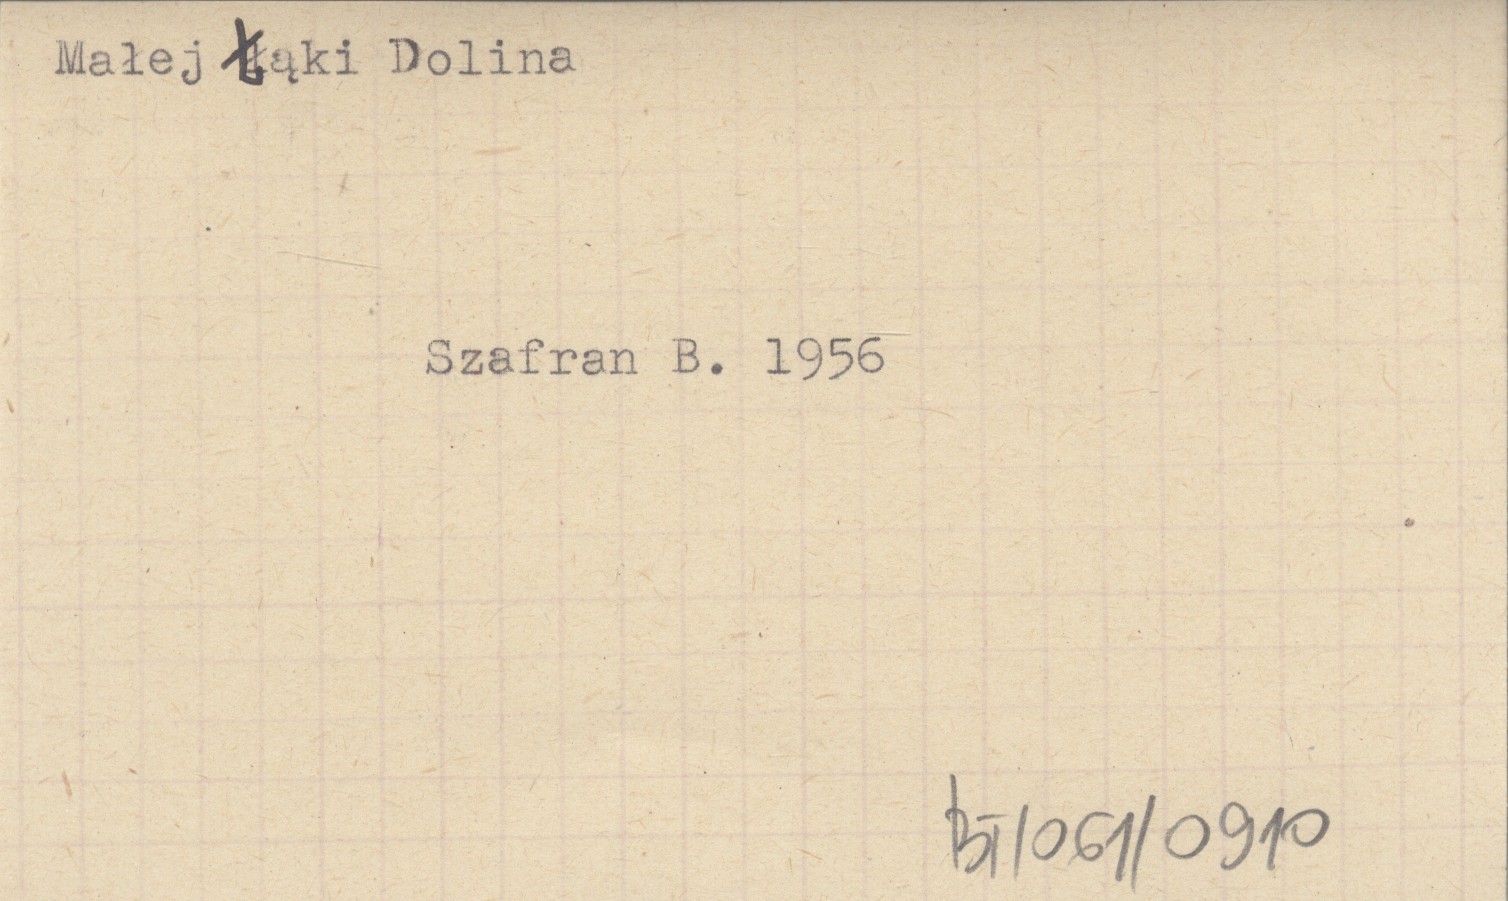 Małej Łąki Dolina
Szafran B. 1956
BI/061/0910